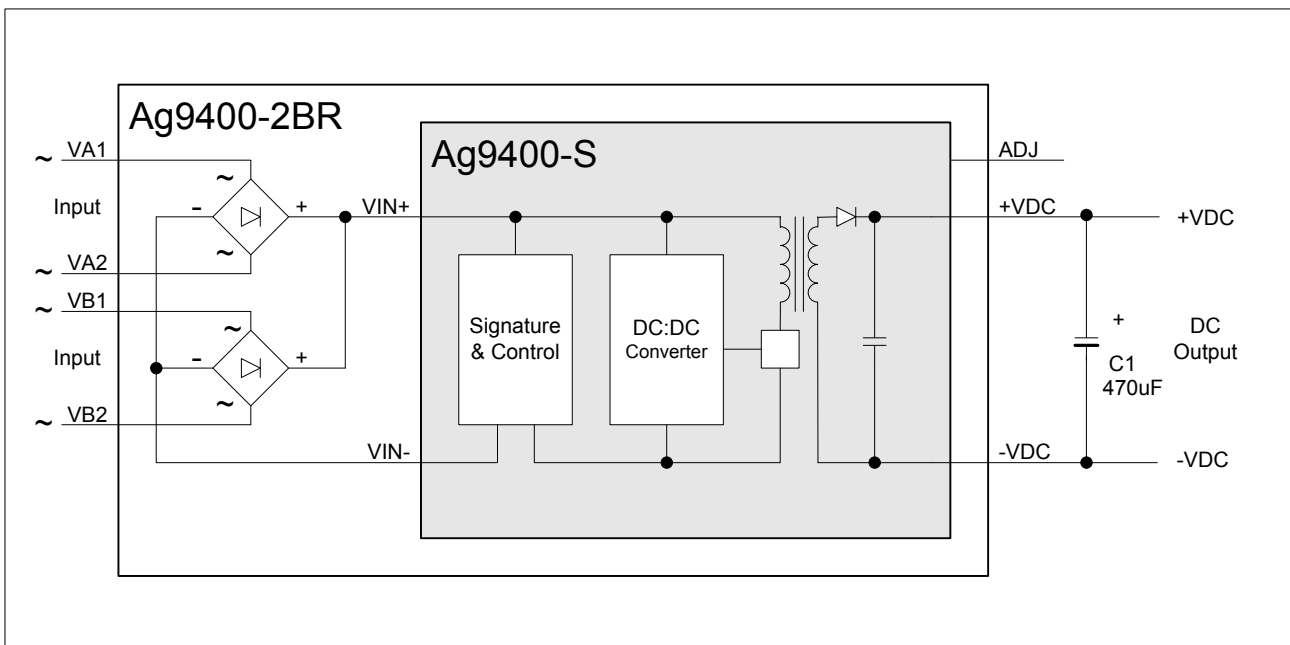 Ag9400-2BR
Ag9400-S
~ VA1
~
Input
- +
~
~ VA2
~ VB1
~
Input
- +
~
~ VB2
VIN+
VIN-
Signature
& Control
DC:DC
Converter
ADJ
+VDC
-VDC
+
C1
470uF
+VDC
DC
Output
-VDC